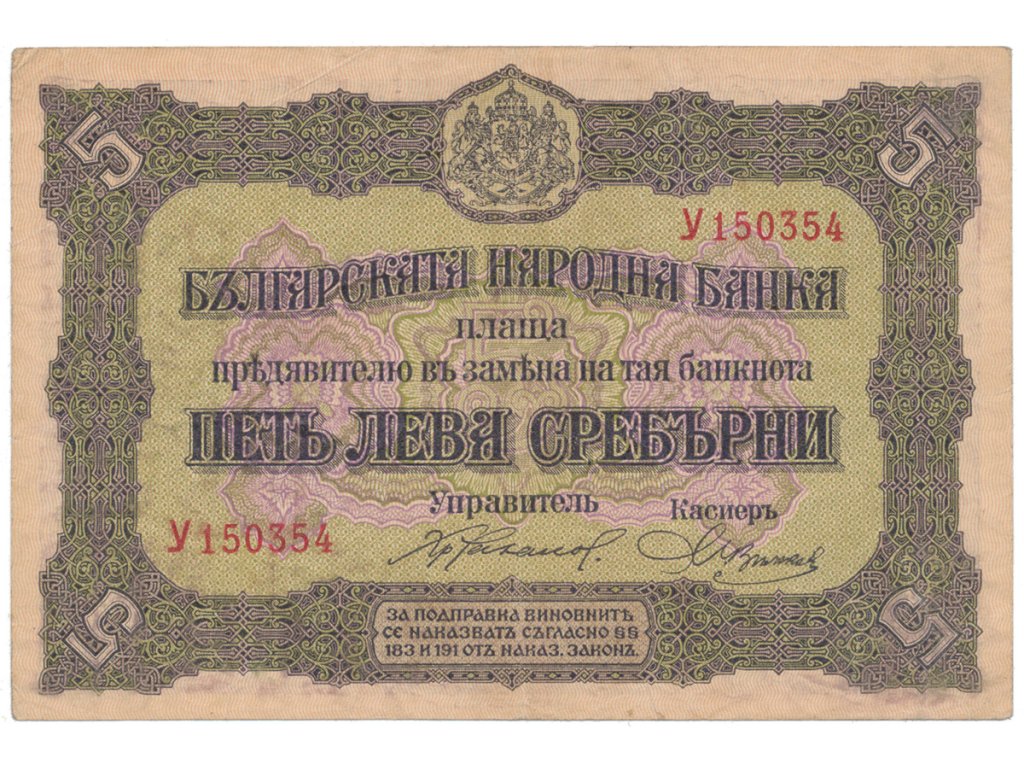 5 5
У 150354
БЪЛГАРСКАТА НАРОДНА БАНКА
плаща
прѣдявителю въ замѣна на тая банкнота
ПЕТЬ ЛЕВА СРЕБЪРНИ
Управитель Касиеръ
У 150354
5 5
ЗА ПОДПРАВКА ВИНОВНИТѢ
СЕ НАКАЗВАТЪ СЪГЛАСНО §§
183 И 191 ОТЪ НАКАЗ. ЗАКОНЪ.